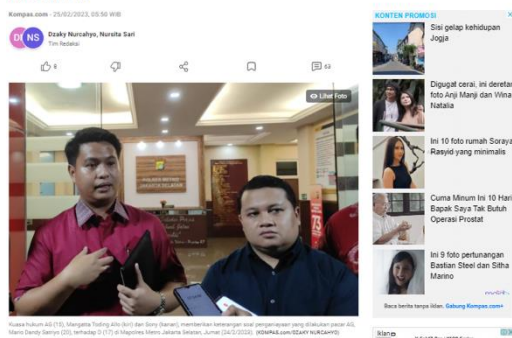 Kompas.com - 25/02/2023, 05:50 WIB
DN NS
Dzaky Nurcahyo, Nursita Sari
Tim Redaksi
8
63
Lihat Foto
Kuasa hukum AG (15), Mangatta Toding Allo (kiri) dan Sony (kanan), memberikan keterangan soal penganiayaan yang dilakukan pacar AG,
Mario Dandy Satriyo (20), terhadap D (17) di Mapolres Metro Jakarta Selatan, Jumat (24/2/2023). (KOMPAS.com/DZAKY NURCAHYO)
KONTEN PROMOSI
Sisi gelap kehidupan
Jogja
Digugat cerai, ini deretan
foto Anji Manji dan Wina
Natalia
Ini 10 foto rumah Soraya
Rasyid yang minimalis
Cuma Minum Ini 10 Hari
Bapak Saya Tak Butuh
Operasi Prostat
Ini 9 foto pertunangan
Bastian Steel dan Sitha
Marino
Baca berita tanpa iklan. Gabung Kompas.com+
Iklan